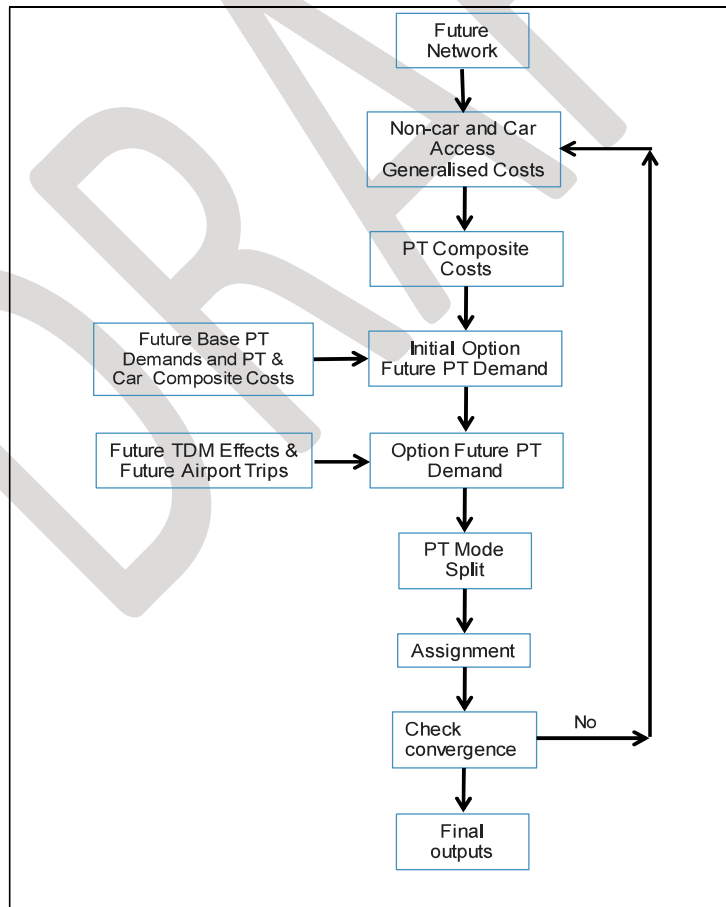 Future
Network
Non-car and Car
Access
Generalised Costs
PT Composite
Costs
Future Base PT
Demands and PT &
Car Composite Costs
Initial Option
Future PT Demand
Future TDM Effects &
Future Airport Trips
Option Future PT
Demand
PT Mode
Split
Assignment
Check
convergence
No
Final
outputs
DRA